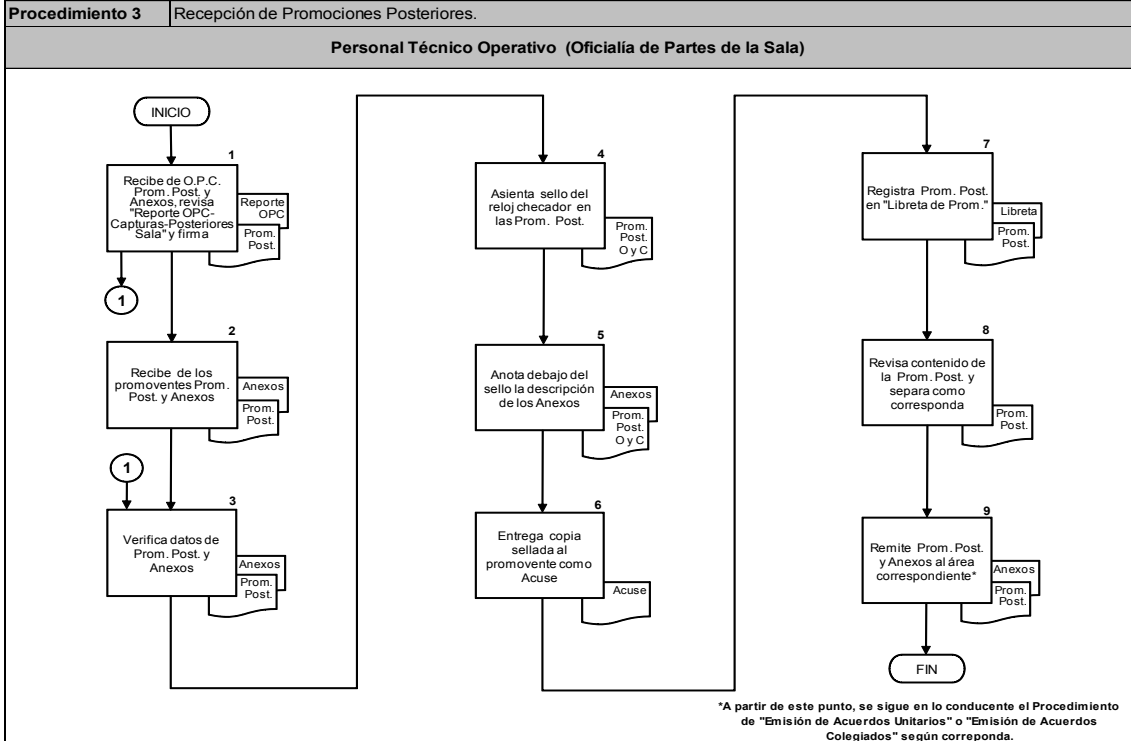 Procedimiento 3
Recepción de Promociones Posteriores.
Personal Técnico Operativo (Oficialía de Partes de la Sala)
INICIO
1
Recibe de O.P.C.
Prom. Post. y
Anexos, revisa
"Reporte OPC-
Capturas-Posteriores
Sala" y firma
Reporte
OPC
Prom.
Post.
1
2
Recibe de los
promoventes Prom.
Post. y Anexos
Anexos
Prom.
Post.
1
3
Verifica datos de
Prom. Post. y
Anexos
Anexos
Prom.
Post.
4
Asienta sello del
reloj checador en
las Prom. Post.
Prom.
Post.
O y C
5
Anota debajo del
sello la descripción
de los Anexos
Anexos
Prom.
Post.
O y C
6
Entrega copia
sellada al
promovente como
Acuse
Acuse
7
Registra Prom. Post.
en "Libreta de Prom."
Libreta
Prom.
Post.
8
Revisa contenido de
la Prom. Post. y
separa como
corresponda
Prom.
Post.
9
Remite Prom. Post.
y Anexos al área
correspondiente*
Anexos
Prom.
Post.
FIN
*A partir de este punto, se sigue en lo conducente el Procedimiento
de "Emisión de Acuerdos Unitarios" o "Emisión de Acuerdos
Colegiados" según correponda.